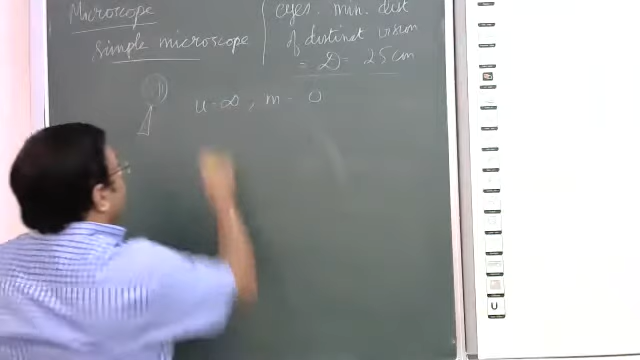 Microscope
Simple microscope
eyes. min. dist
of distinct vision
= D = 25 cm
u = ∞, m = 0
U